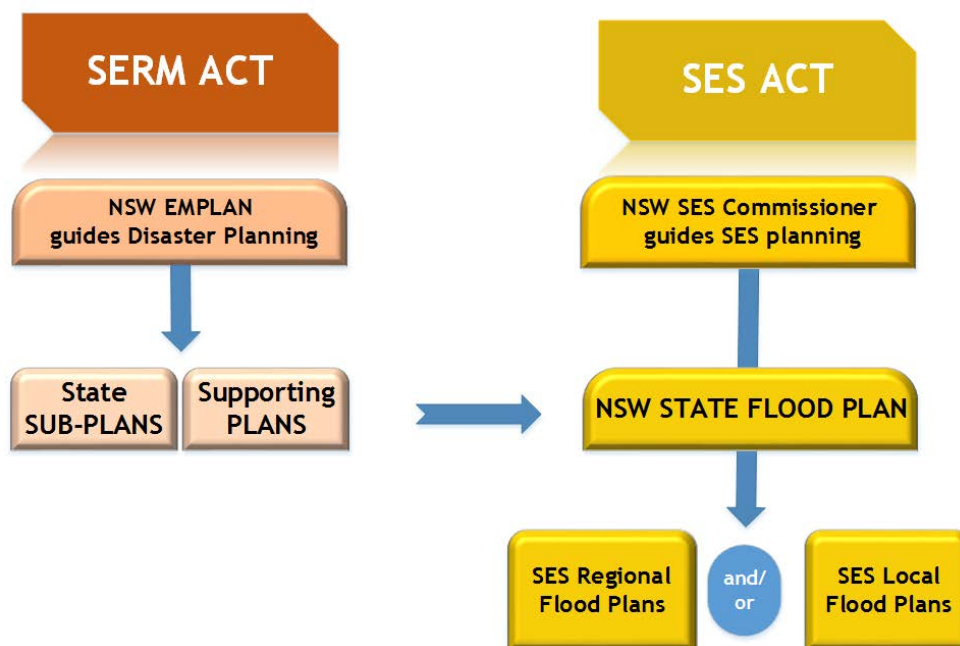 SERM ACT
NSW EMPLAN
guides Disaster Planning
State
SUB-PLANS
Supporting
PLANS
SES ACT
NSW SES Commissioner
guides SES planning
NSW STATE FLOOD PLAN
SES Regional
Flood Plans
and/
or
SES Local
Flood Plans